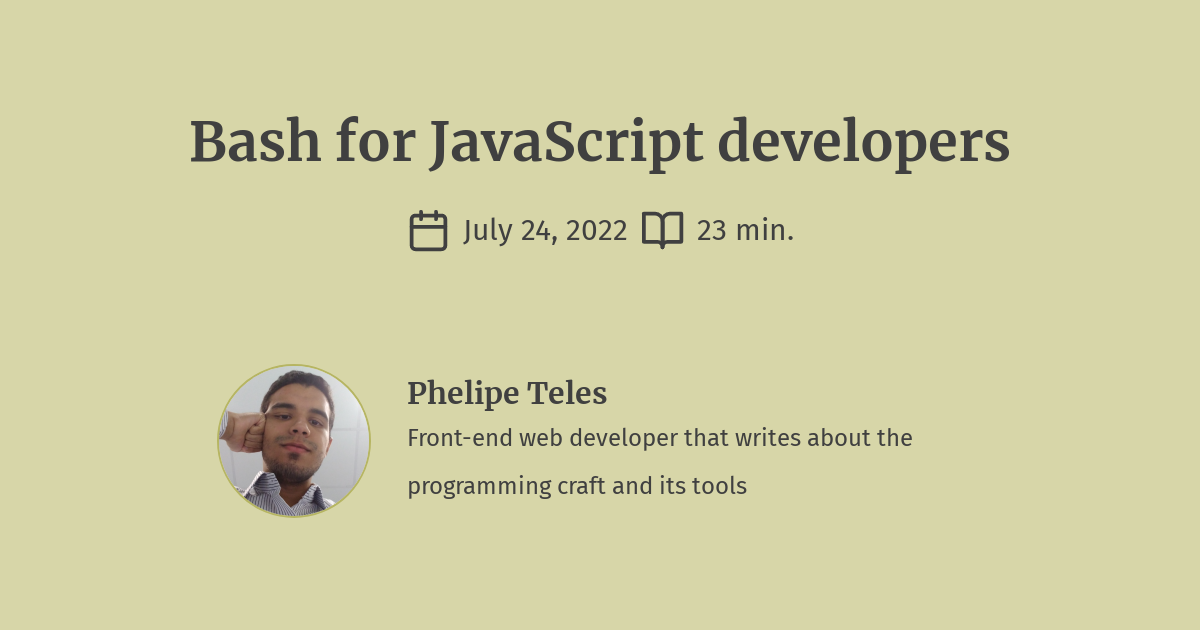 Bash for JavaScript developers
July 24, 2022 23 min.
Phelipe Teles
Front-end web developer that writes about the
programming craft and its tools